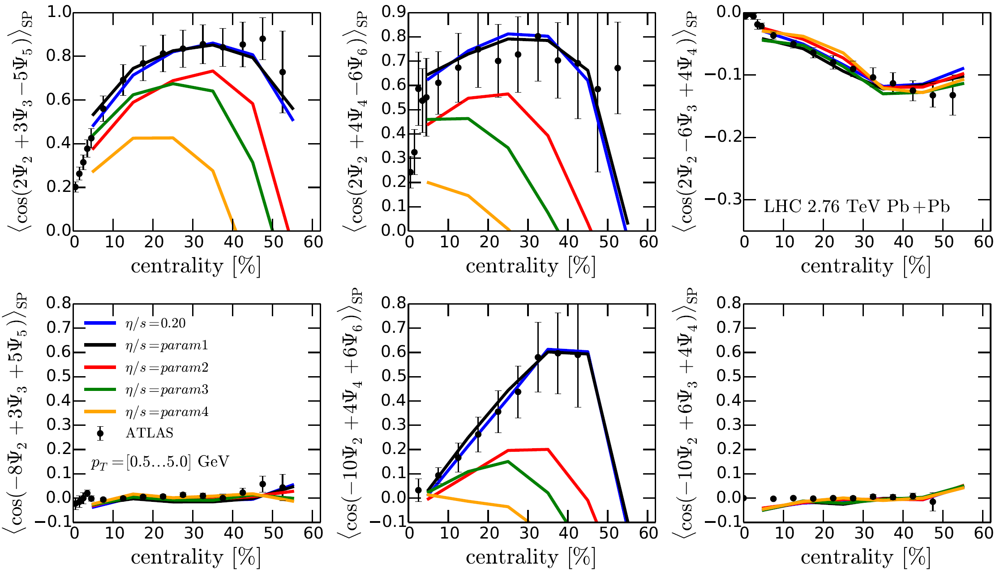 ⟨cos(2Ψ₂ +3Ψ₃ −5Ψ₅)⟩SP
1.0
0.8
0.6
0.4
0.2
0.0
0 10 20 30 40 50 60
centrality [%]
⟨cos(2Ψ₂ +4Ψ₄ −6Ψ₆)⟩SP
0.9
0.8
0.7
0.6
0.5
0.4
0.3
0.2
0.1
0.0
0 10 20 30 40 50 60
centrality [%]
⟨cos(2Ψ₂ −6Ψ₃ +4Ψ₄)⟩SP
0.0
−0.1
−0.2
−0.3
LHC 2.76 TeV Pb+Pb
0 10 20 30 40 50 60
centrality [%]
⟨cos(−8Ψ₂ +3Ψ₃ +5Ψ₅)⟩SP
0.8
0.7
0.6
0.5
0.4
0.3
0.2
0.1
0.0
−0.1
η/s=0.20
η/s=param1
η/s=param2
η/s=param3
η/s=param4
ATLAS
pT =[0.5...5.0] GeV
0 10 20 30 40 50 60
centrality [%]
⟨cos(−10Ψ₂ +4Ψ₄ +6Ψ₆)⟩SP
0.8
0.7
0.6
0.5
0.4
0.3
0.2
0.1
0.0
−0.1
0 10 20 30 40 50 60
centrality [%]
⟨cos(−10Ψ₂ +6Ψ₃ +4Ψ₄)⟩SP
0.8
0.7
0.6
0.5
0.4
0.3
0.2
0.1
0.0
−0.1
0 10 20 30 40 50 60
centrality [%]